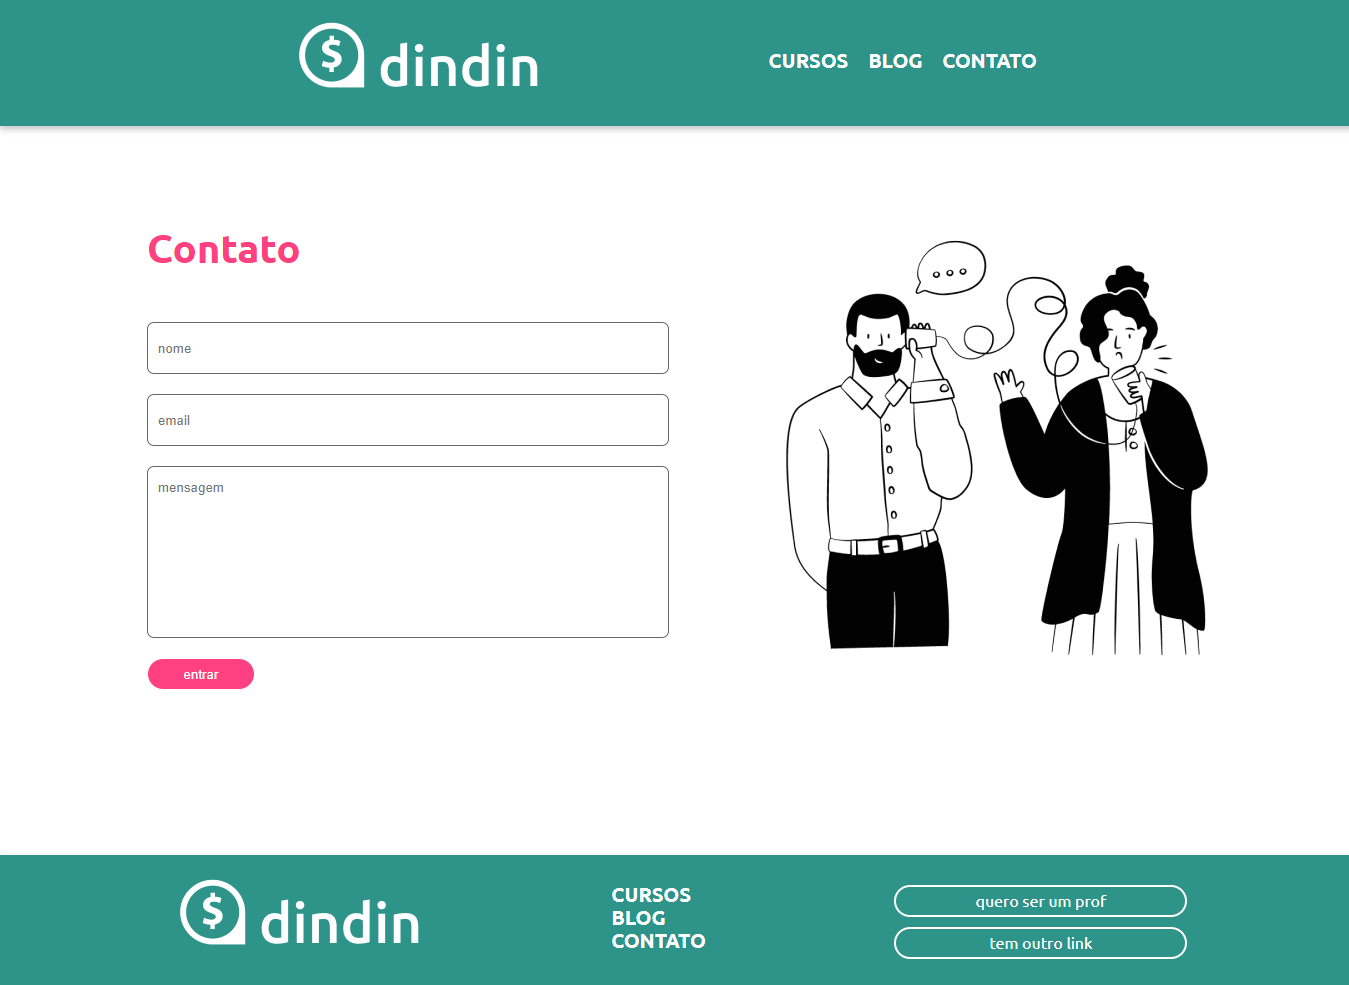 $ dindin
CURSOS BLOG CONTATO
Contato
nome
email
mensagem
entrar
$ dindin
CURSOS
BLOG
CONTATO
quero ser um prof
tem outro link